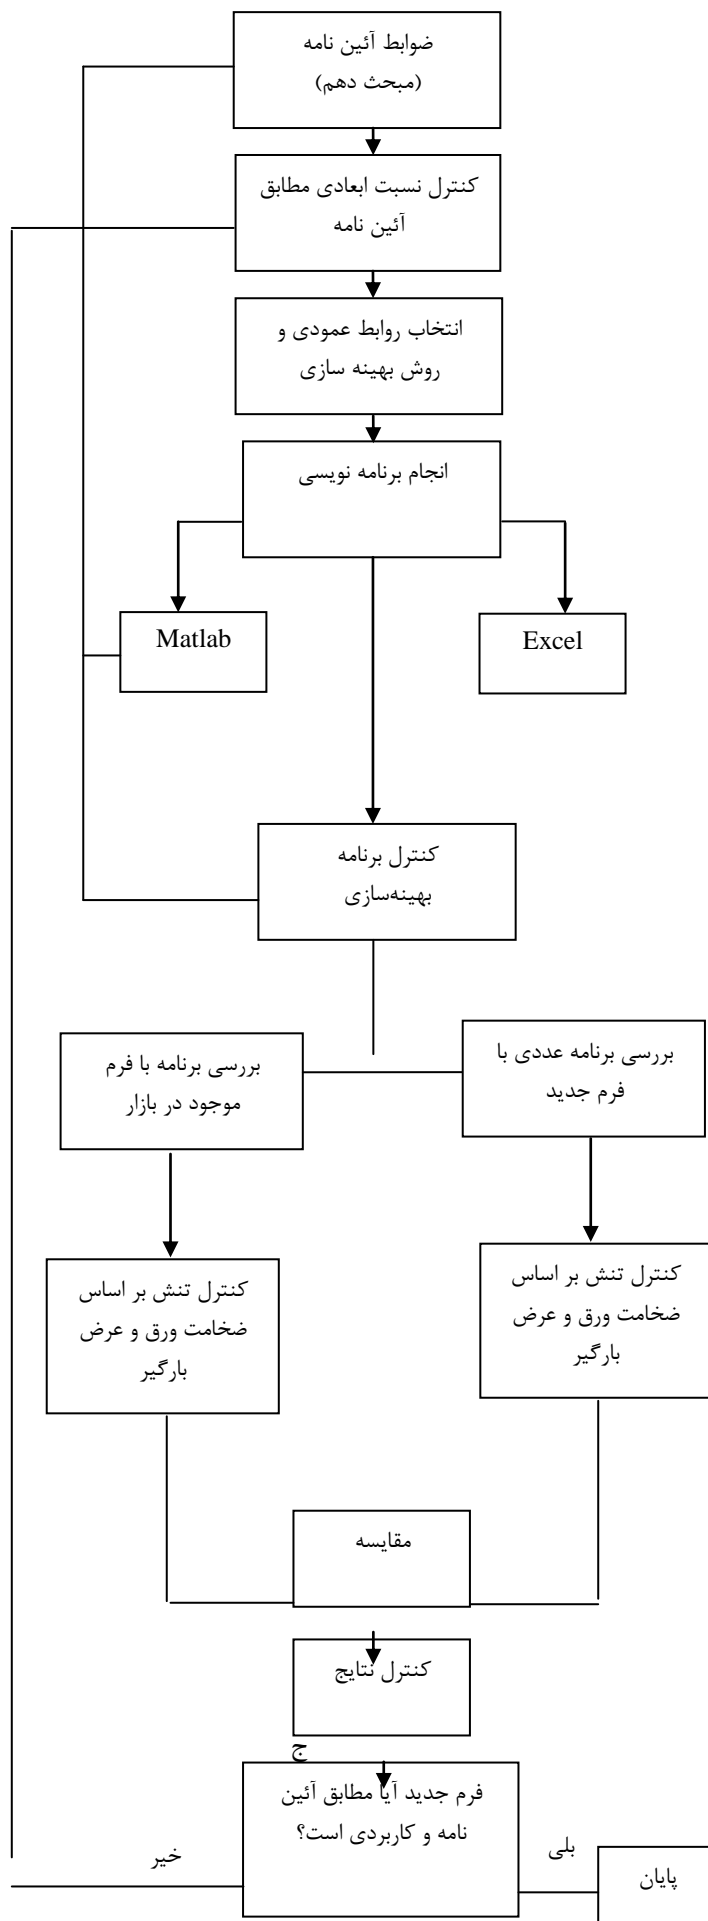 ضوابط آئین نامه
(مبحث دهم)
کنترل نسبت ابعادی مطابق
آئین نامه
انتخاب روابط عمودی و
روش بهینه سازی
انجام برنامه نویسی
Matlab
Excel
کنترل برنامه
بهینه‌سازی
بررسی برنامه عددی با
فرم جدید
بررسی برنامه با فرم
موجود در بازار
کنترل تنش بر اساس
ضخامت ورق و عرض
بارگیر
کنترل تنش بر اساس
ضخامت ورق و عرض
بارگیر
مقایسه
کنترل نتایج
ج
فرم جدید آیا مطابق آئین
نامه و کاربردی است؟
بلی
خیر
پایان